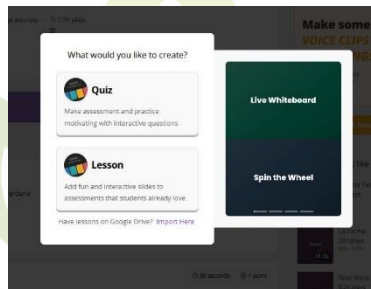 Make some
VOICE CLIPS
What would you like to create?
Quiz
Make assessment and practice
motivating with interactive questions
Lesson
Add fun and interactive slides to
assessments that students already love
Have lessons on Google Drive? Import Here
Live Whiteboard
Spin the Wheel
30 seconds
1 point